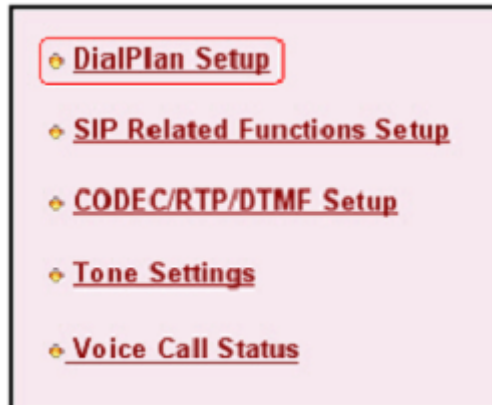 DialPlan Setup
SIP Related Functions Setup
CODEC/RTP/DTMF Setup
Tone Settings
Voice Call Status